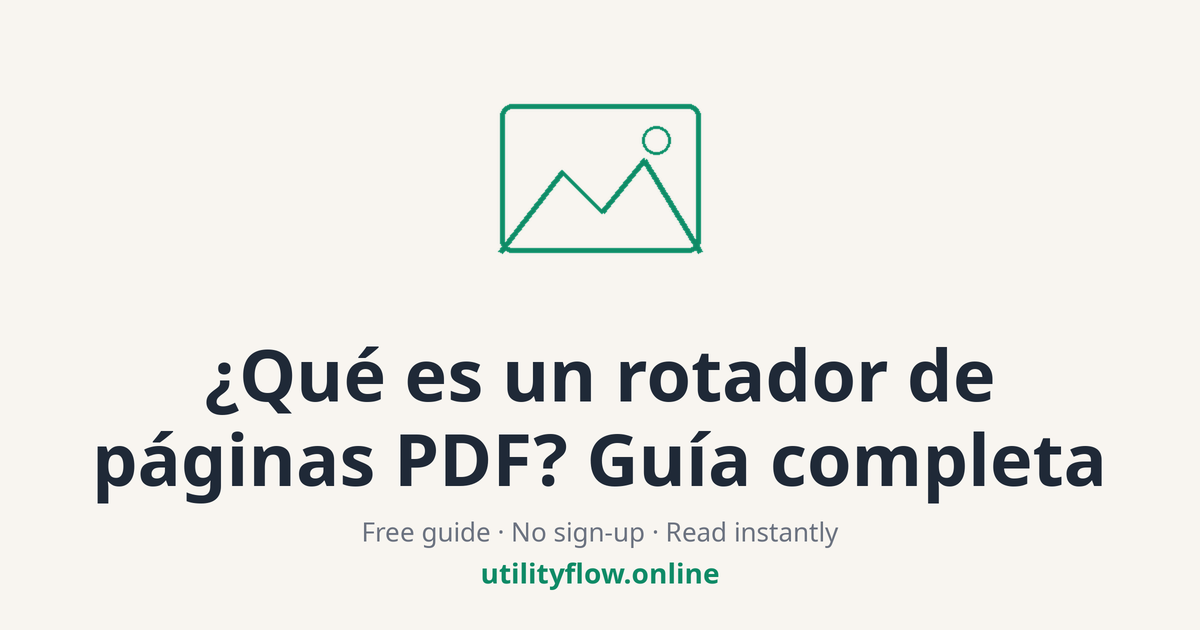 ¿Qué es un rotador de
páginas PDF? Guía completa
Free guide · No sign-up · Read instantly
utilityflow.online